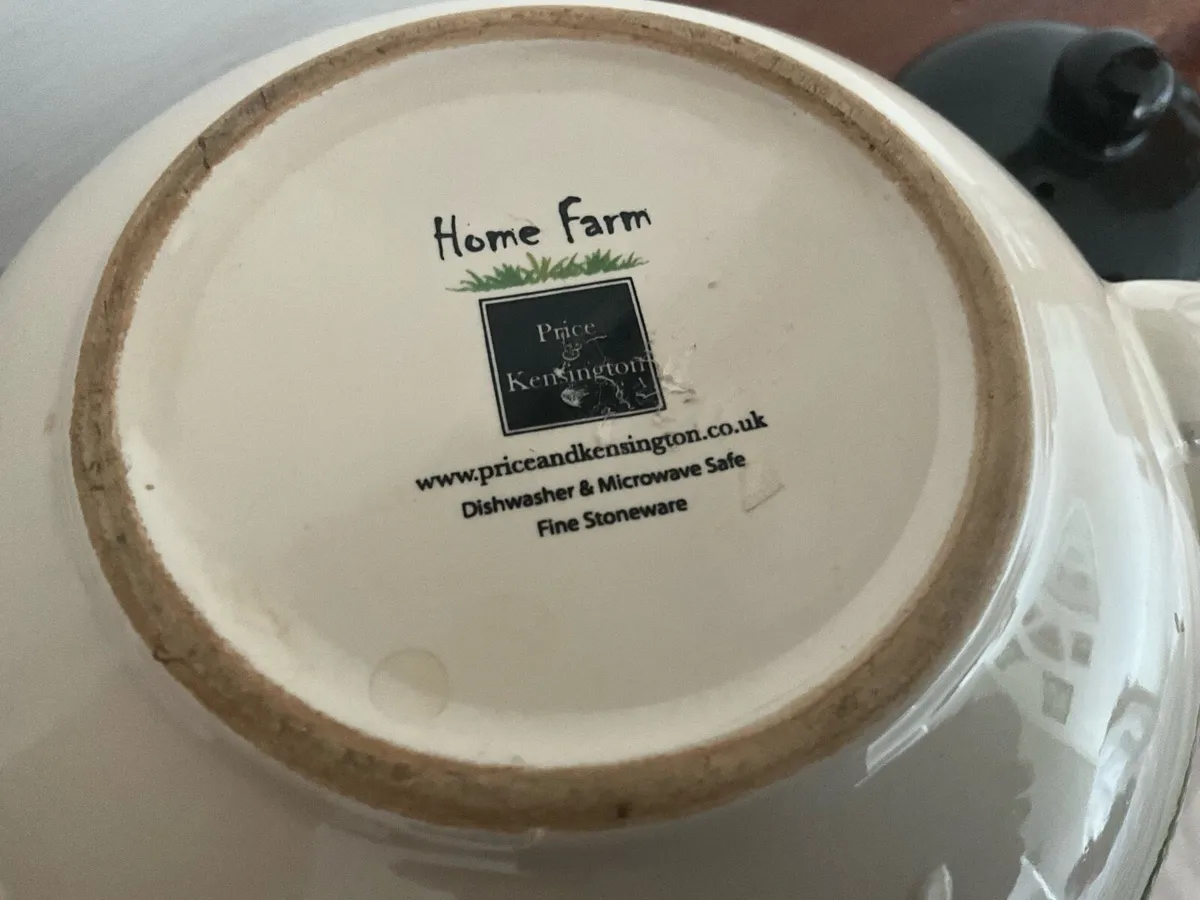 Home Farm
Price
&
Kensington
www.priceandkensington.co.uk
Dishwasher & Microwave Safe
Fine Stoneware